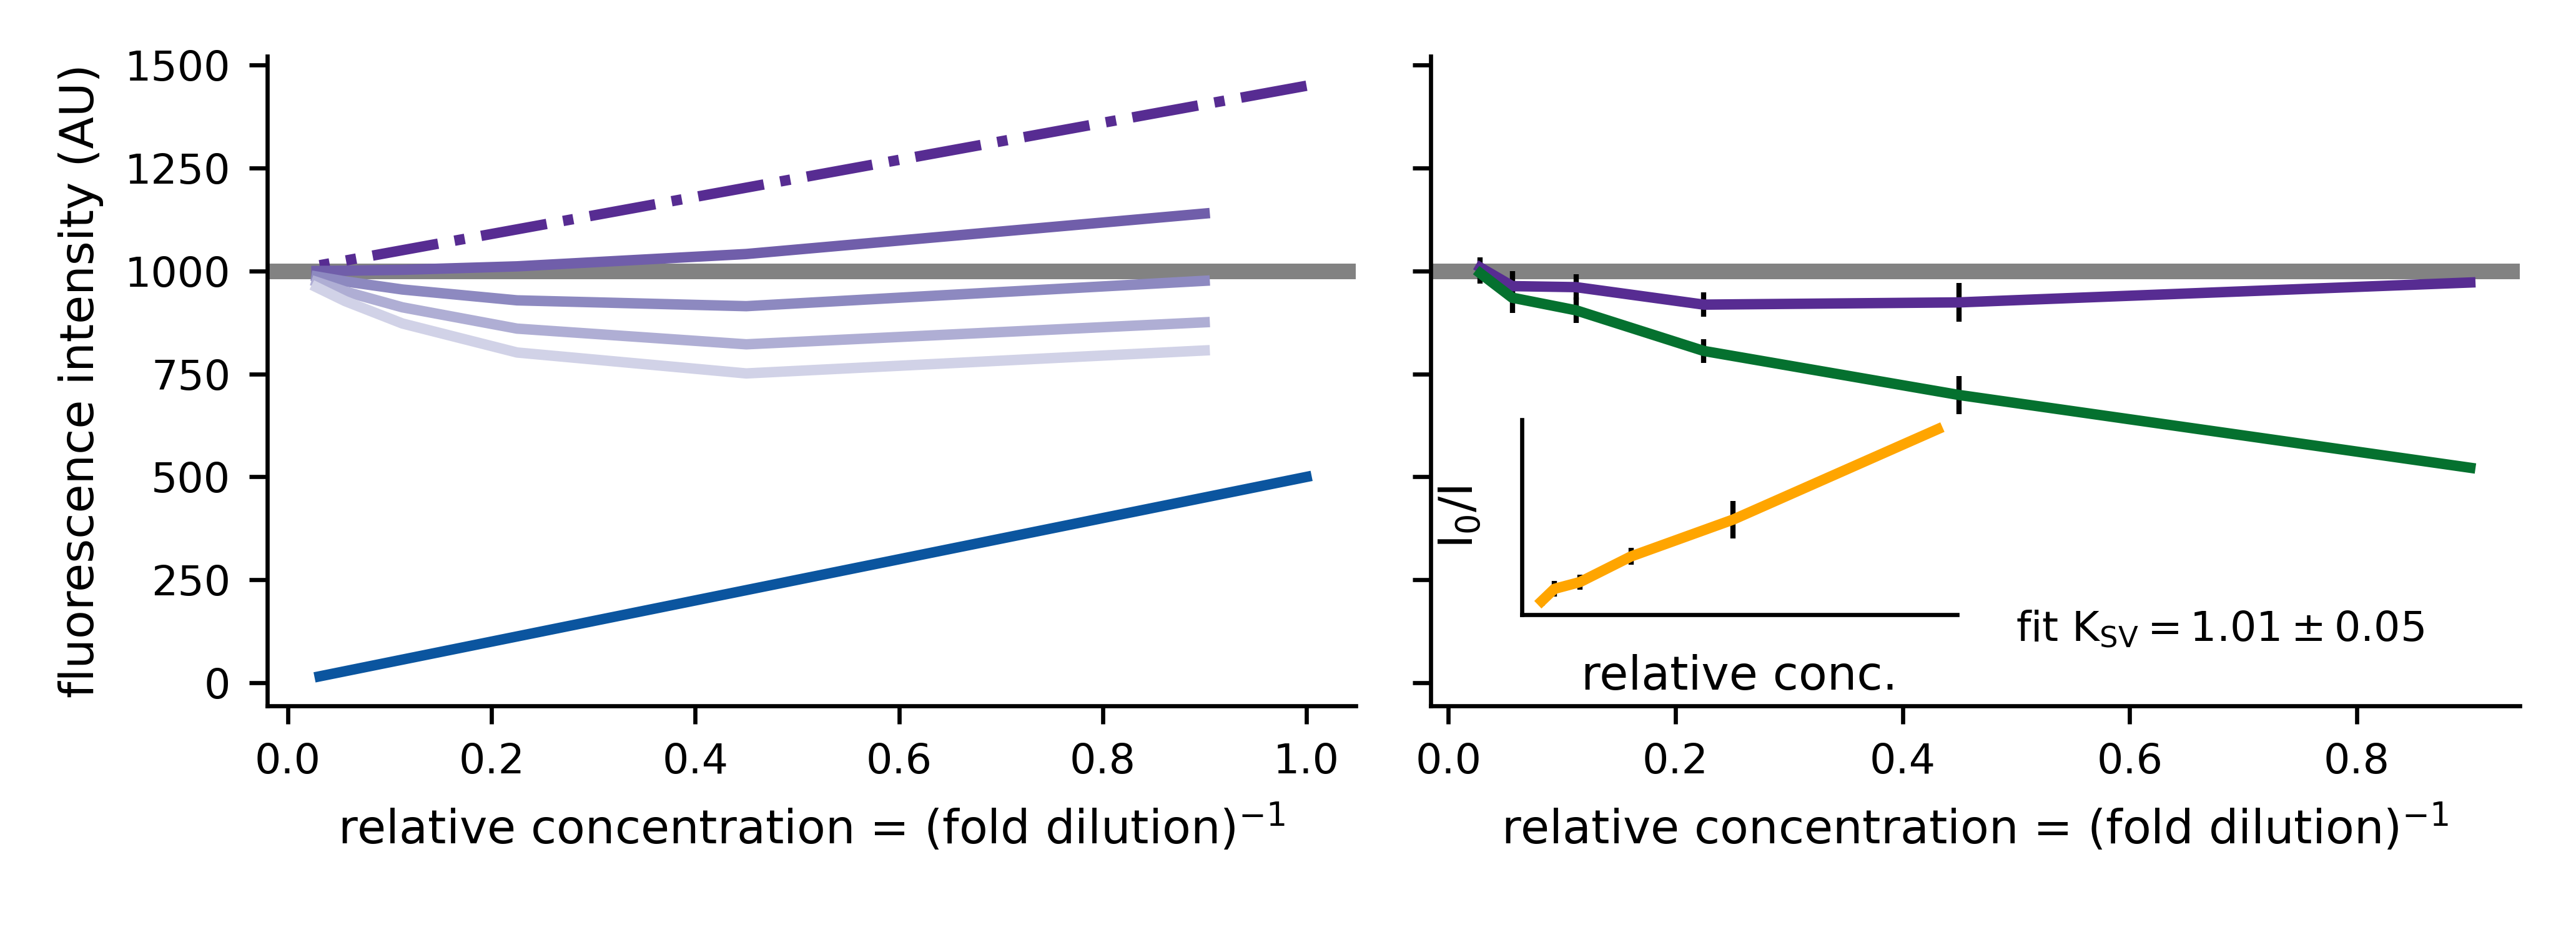 fluorescence intensity (AU)
1500
1250
1000
750
500
250
0
0.0 0.2 0.4 0.6 0.8 1.0
relative concentration = (fold dilution)⁻¹
I₀/I
relative conc.
fit K_SV = 1.01 ± 0.05
0.0 0.2 0.4 0.6 0.8
relative concentration = (fold dilution)⁻¹